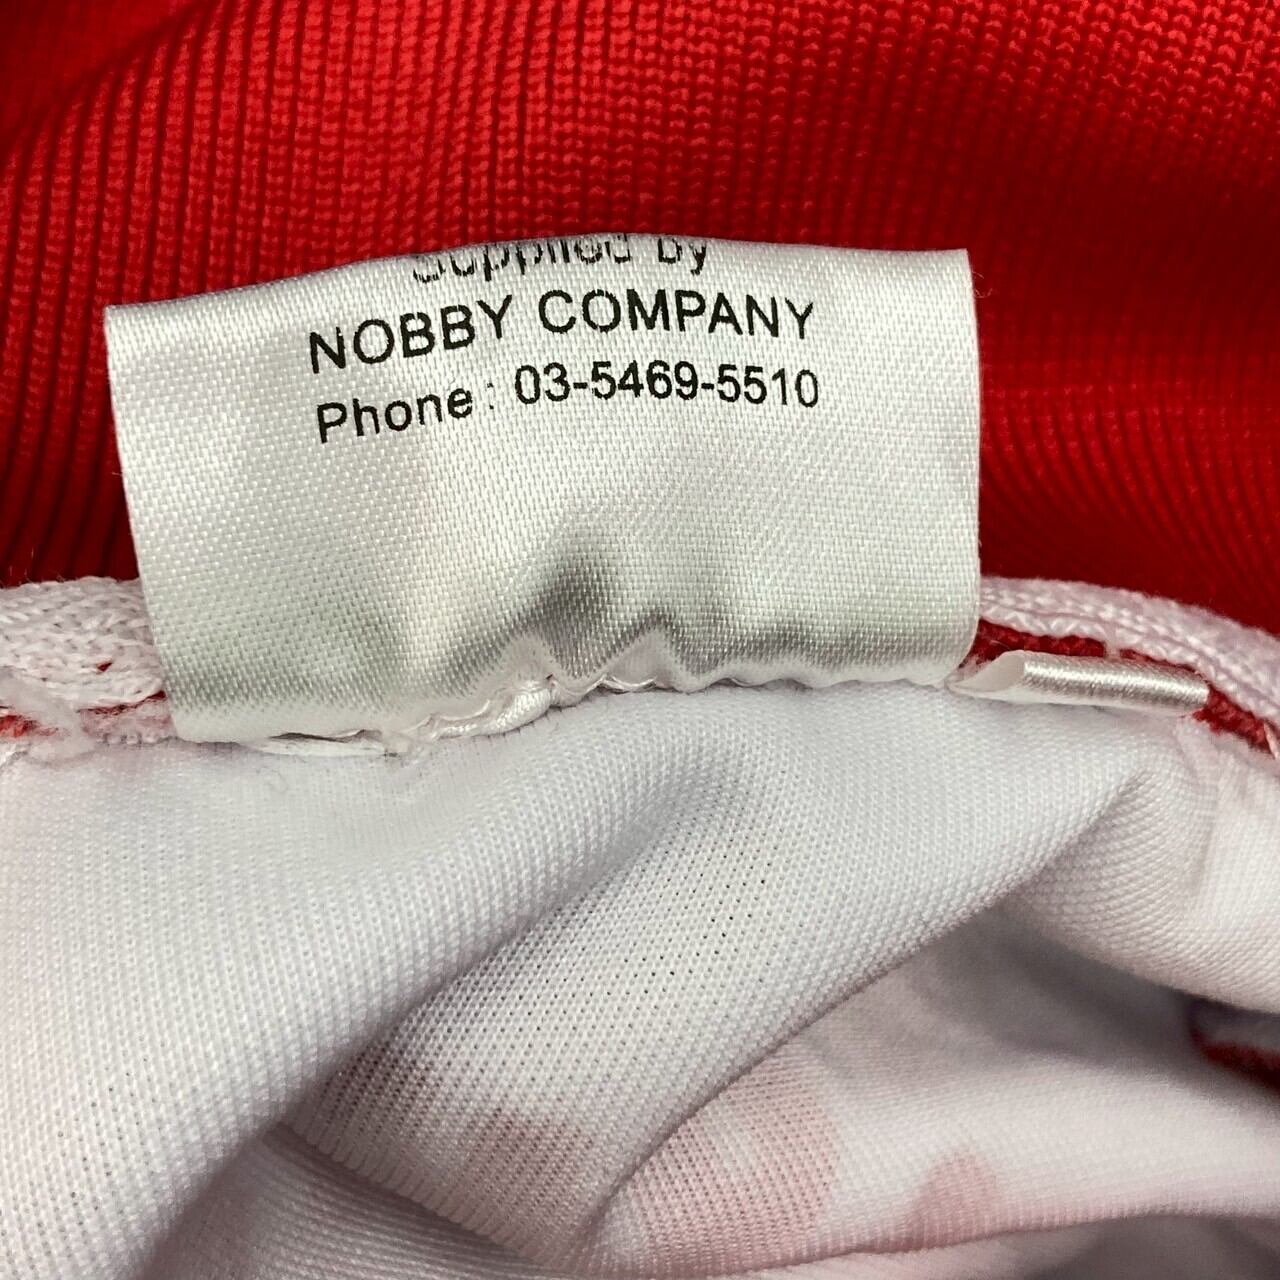 Supplied by
NOBBY COMPANY
Phone : 03-5469-5510